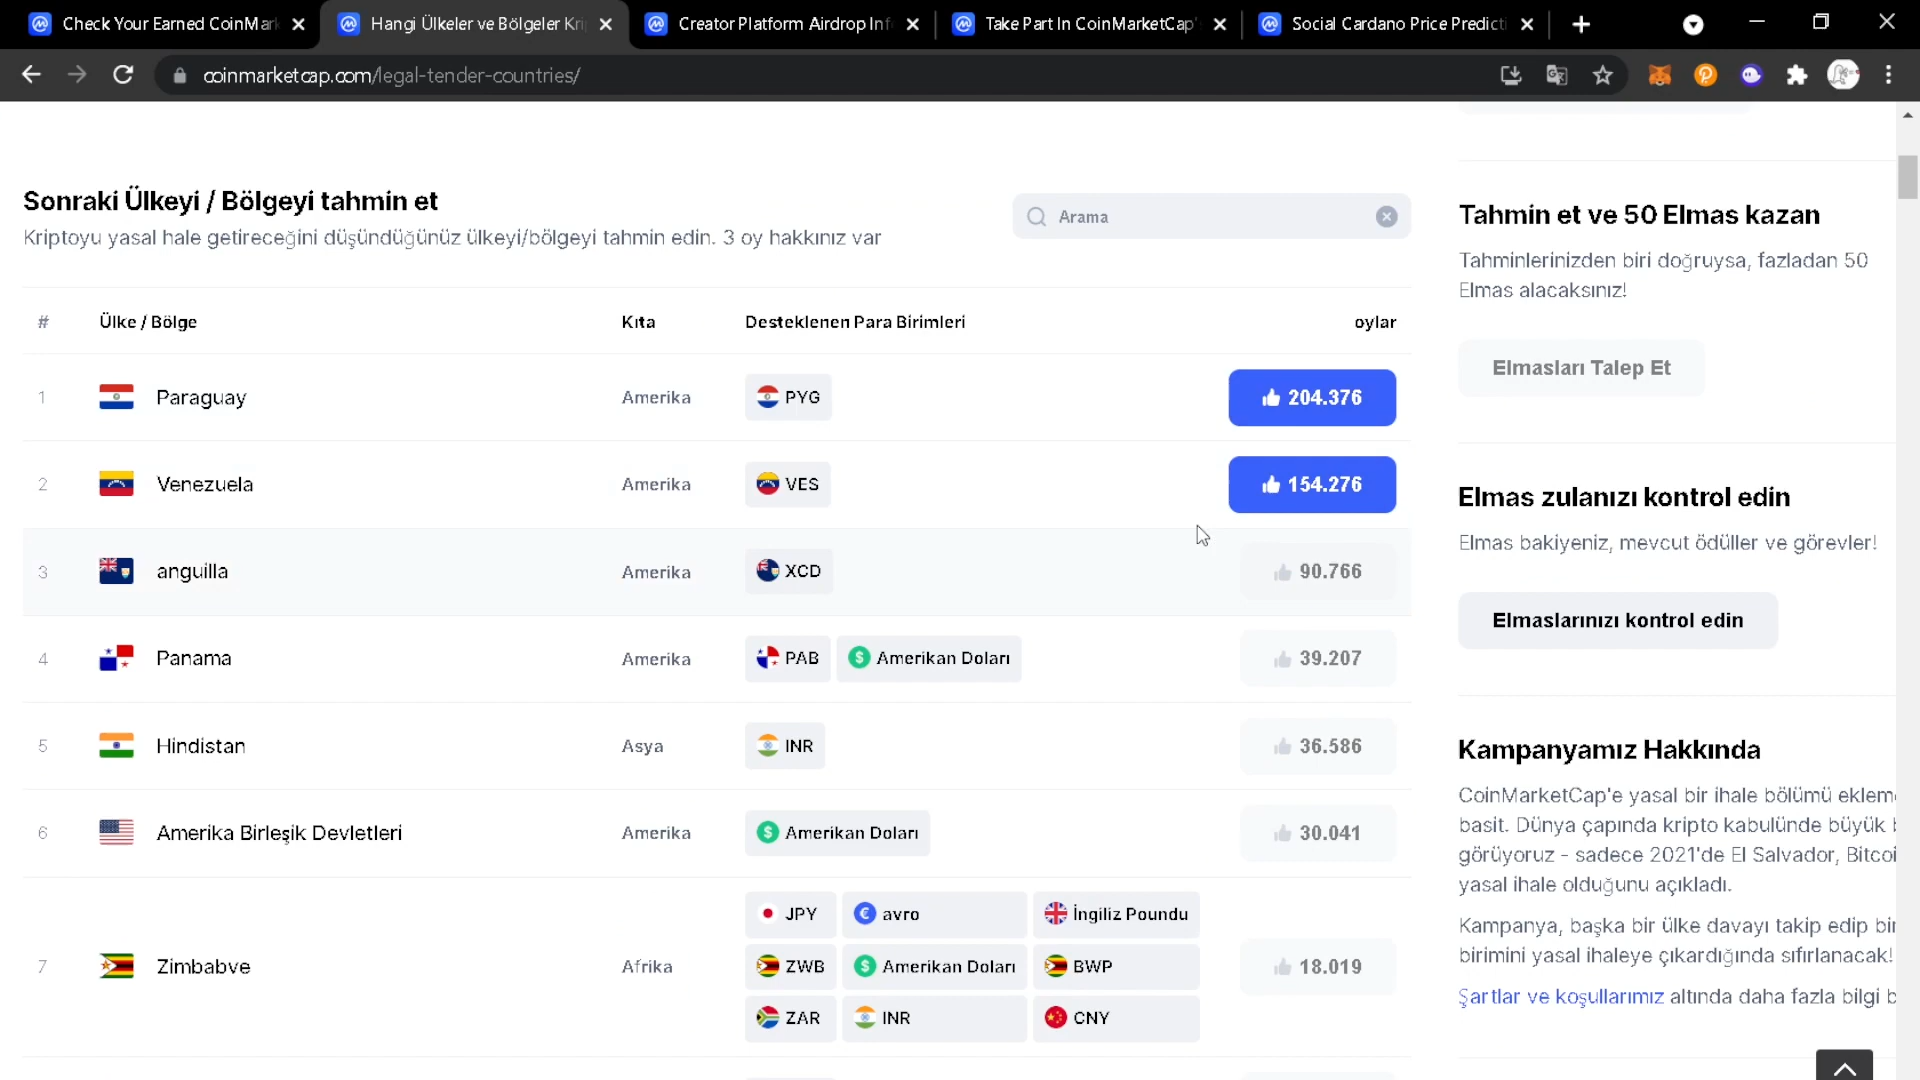 Check Your Earned CoinMar
Hangi Ülkeler ve Bölgeler Kri
Creator Platform Airdrop Inf
Take Part In CoinMarketCap'
Social Cardano Price Predicti
coinmarketcap.com/legal-tender-countries/
Sonraki Ülkeyi / Bölgeyi tahmin et
Kriptoyu yasal hale getireceğini düşündüğünüz ülkeyi/bölgeyi tahmin edin. 3 oy hakkınız var
Arama
# Ülke / Bölge Kıta Desteklenen Para Birimleri oylar
1 Paraguay Amerika PYG 204.376
2 Venezuela Amerika VES 154.276
3 anguilla Amerika XCD 90.766
4 Panama Amerika PAB Amerikan Doları 39.207
5 Hindistan Asya INR 36.586
6 Amerika Birleşik Devletleri Amerika Amerikan Doları 30.041
JPY avro İngiliz Poundu
7 Zimbabve Afrika ZWB Amerikan Doları BWP 18.019
ZAR INR CNY
Tahmin et ve 50 Elmas kazan
Tahminlerinizden biri doğruysa, fazladan 50
Elmas alacaksınız!
Elmasları Talep Et
Elmas zulanızı kontrol edin
Elmas bakiyeniz, mevcut ödüller ve görevler!
Elmaslarınızı kontrol edin
Kampanyamız Hakkında
CoinMarketCap'e yasal bir ihale bölümü eklem
basit. Dünya çapında kripto kabulünde büyük
görüyoruz - sadece 2021'de El Salvador, Bitcoi
yasal ihale olduğunu açıkladı.
Kampanya, başka bir ülke davayı takip edip bir
birimini yasal ihaleye çıkardığında sıfırlanacak!
Şartlar ve koşullarımız altında daha fazla bilgi b